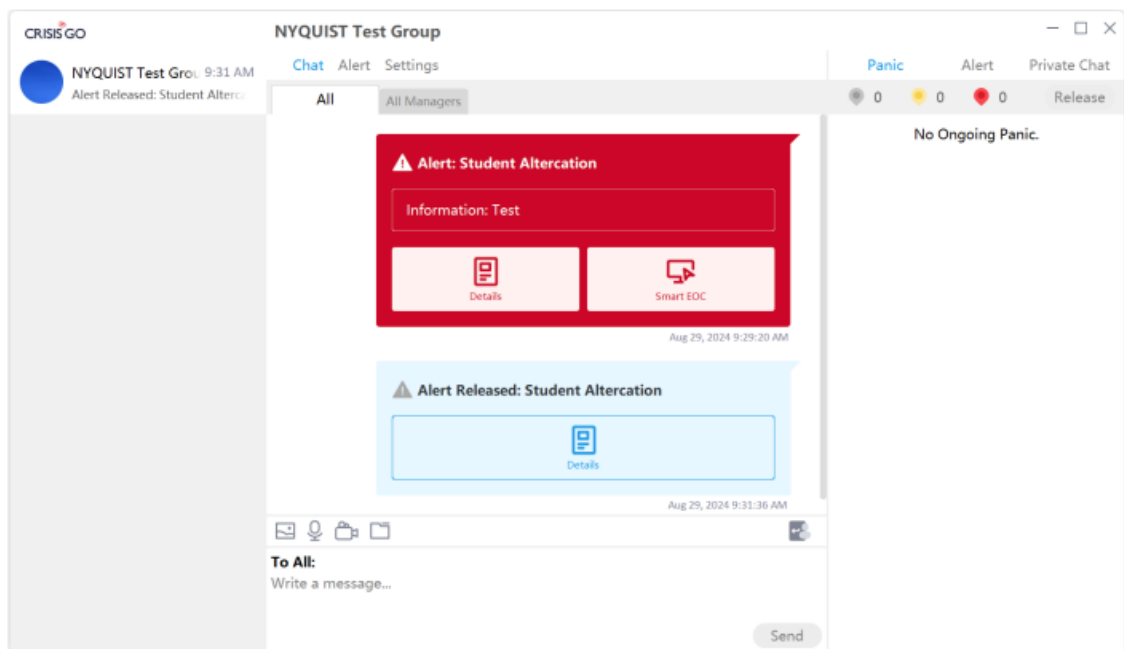 CRISIS GO
NYQUIST Test Group
NYQUIST Test Grou 9:31 AM
Alert Released: Student Alterc
Chat Alert Settings
Panic Alert Private Chat
All All Managers
0 0 0 Release
No Ongoing Panic.
Alert: Student Altercation
Information: Test
Details Smart EOC
Aug 29, 2024 9:29:20 AM
Alert Released: Student Altercation
Details
Aug 29, 2024 9:31:36 AM
To All:
Write a message...
Send